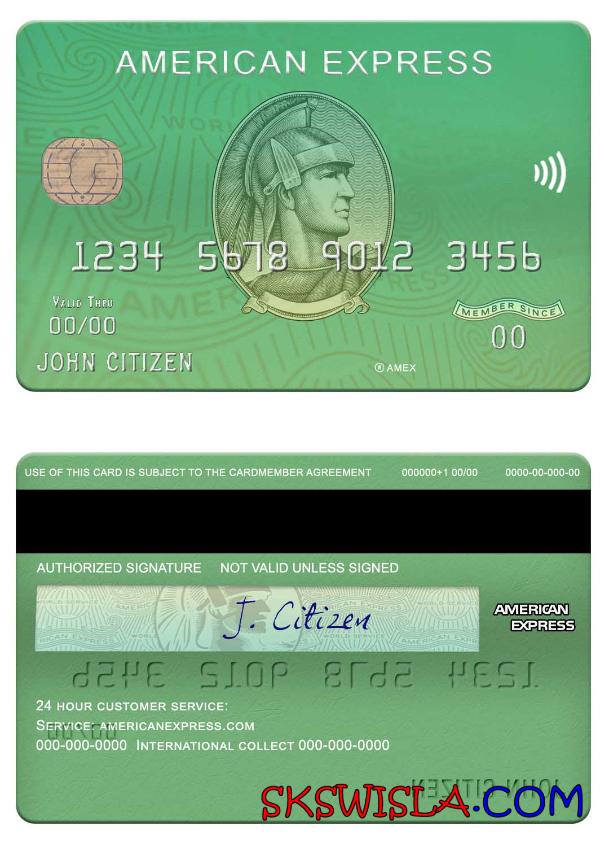 AMERICAN EXPRESS
1234 5678 9012 3456
VALID THRU
00/00
MEMBER SINCE
00
JOHN CITIZEN
® AMEX
USE OF THIS CARD IS SUBJECT TO THE CARDMEMBER AGREEMENT 000000+1 00/00 0000-00-000-00
AUTHORIZED SIGNATURE NOT VALID UNLESS SIGNED
J. Citizen
AMERICAN
EXPRESS
24 HOUR CUSTOMER SERVICE:
SERVICE: AMERICANEXPRESS.COM
000-000-0000 INTERNATIONAL COLLECT 000-000-0000
SKSWISLA.COM